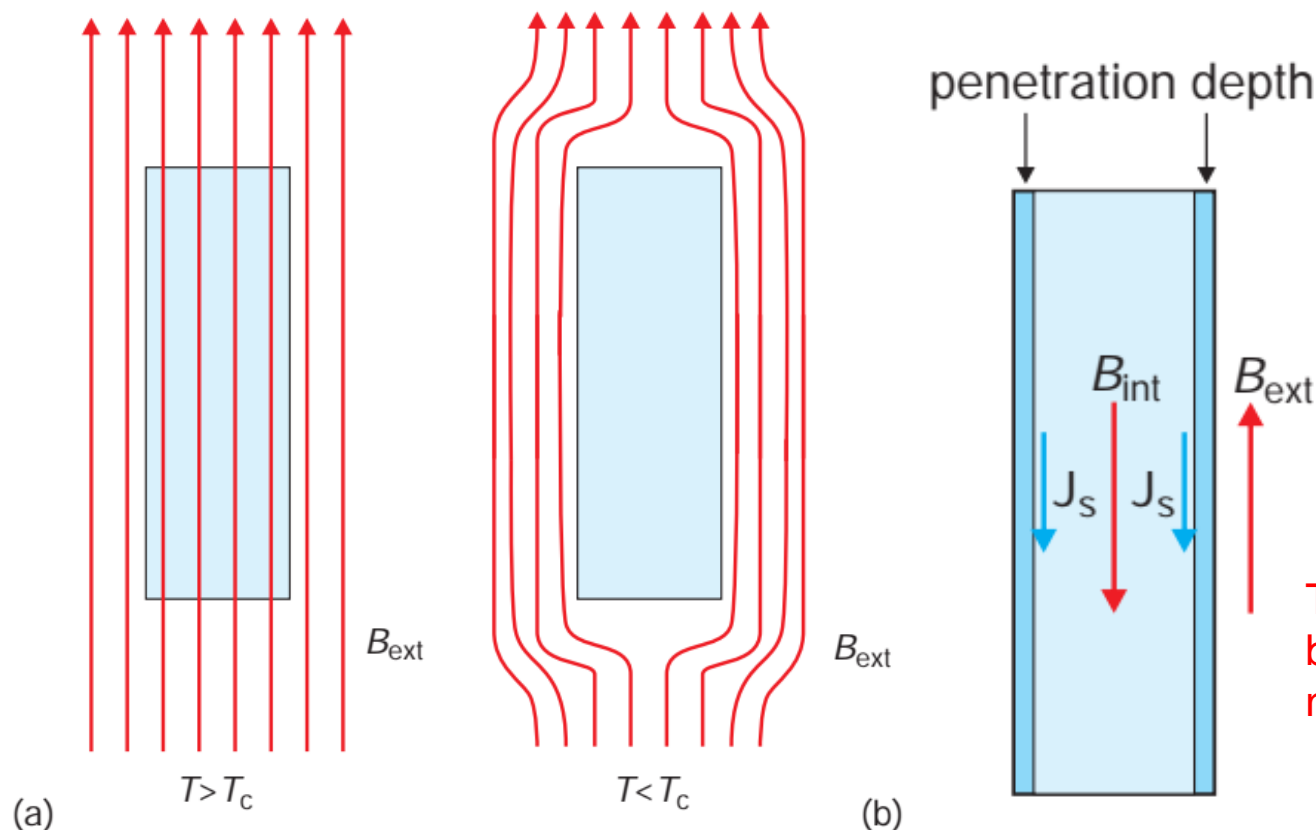 B_ext
T > T_c
B_ext
T < T_c
(a)
penetration depth
B_int
B_ext
J_s
J_s
(b)